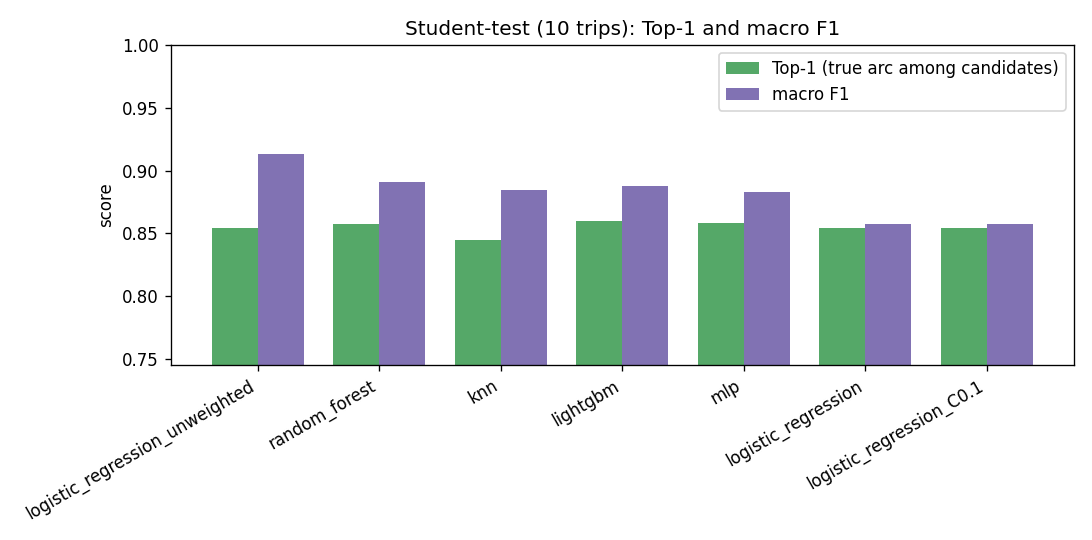 Student-test (10 trips): Top-1 and macro F1
Top-1 (true arc among candidates)
macro F1
score
1.00
0.95
0.90
0.85
0.80
0.75
logistic_regression_unweighted
random_forest
knn
lightgbm
mlp
logistic_regression
logistic_regression_C0.1